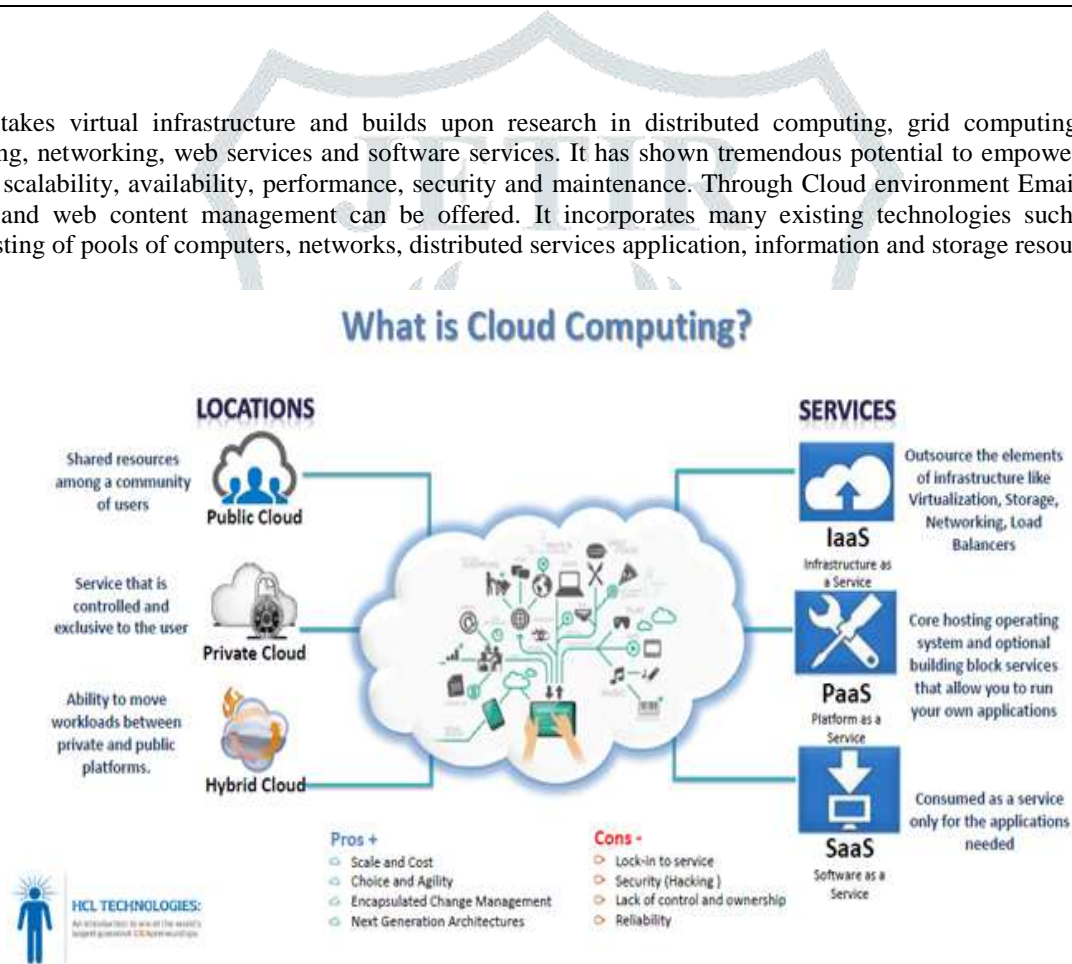 takes virtual infrastructure and builds upon research in distributed computing, grid computing
ng, networking, web services and software services. It has shown tremendous potential to empowe
scalability, availability, performance, security and maintenance. Through Cloud environment Emai
and web content management can be offered. It incorporates many existing technologies such
sting of pools of computers, networks, distributed services application, information and storage resou
JETIR
What is Cloud Computing?
LOCATIONS
Shared resources
among a community
of users
Public Cloud
Service that is
controlled and
exclusive to the user
Private Cloud
Ability to move
workloads between
private and public
platforms.
Hybrid Cloud
SERVICES
Outsource the elements
of infrastructure like
Virtualization, Storage,
Networking, Load
Balancers
IaaS
Infrastructure as
a Service
Core hosting operating
system and optional
building block services
that allow you to run
your own applications
PaaS
Platform as a
Service
Consumed as a service
only for the applications
needed
SaaS
Software as a
Service
Pros +
Scale and Cost
Choice and Agility
Encapsulated Change Management
Next Generation Architectures
Cons -
Lock-in to service
Security (Hacking )
Lack of control and ownership
Reliability
HCL TECHNOLOGIES: